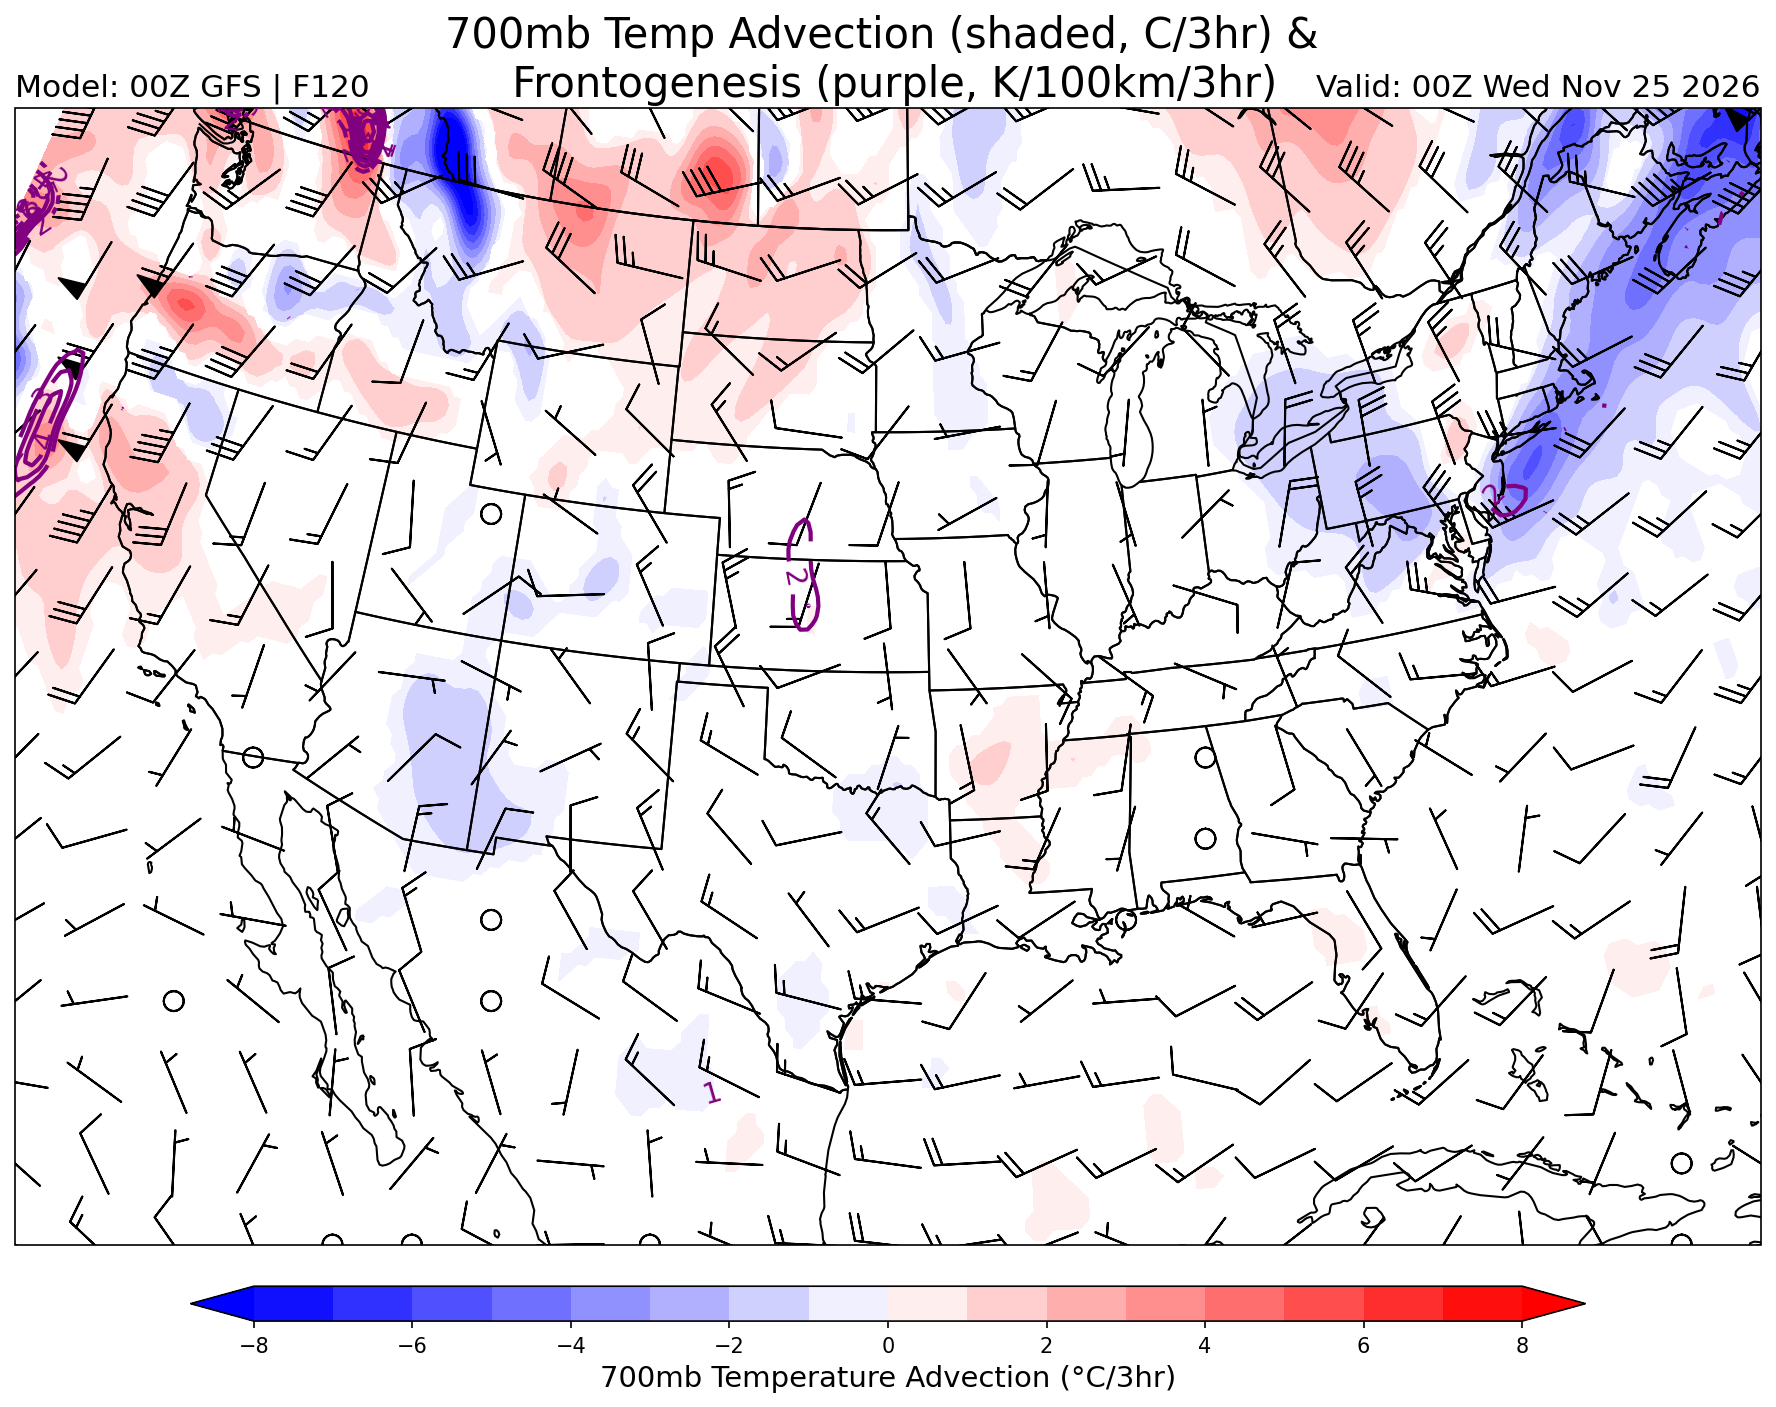 700mb Temp Advection (shaded, C/3hr) &
Model: 00Z GFS | F120 Frontogenesis (purple, K/100km/3hr) Valid: 00Z Wed Nov 25 2026
2
2
1
−8 −6 −4 −2 0 2 4 6 8
700mb Temperature Advection (°C/3hr)